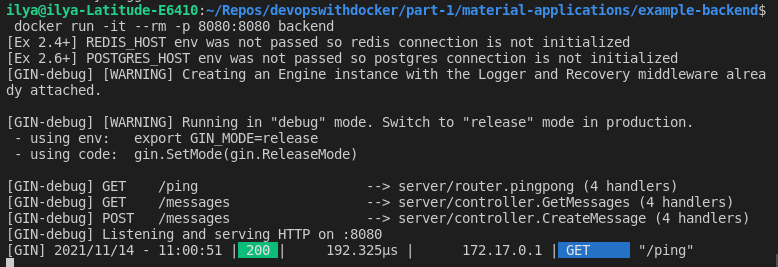 ilya@ilya-Latitude-E6410:~/Repos/devopswithdocker/part-1/material-applications/example-backend$
docker run -it --rm -p 8080:8080 backend
[Ex 2.4+] REDIS_HOST env was not passed so redis connection is not initialized
[Ex 2.6+] POSTGRES_HOST env was not passed so postgres connection is not initialized
[GIN-debug] [WARNING] Creating an Engine instance with the Logger and Recovery middleware alrea
dy attached.
[GIN-debug] [WARNING] Running in "debug" mode. Switch to "release" mode in production.
- using env:   export GIN_MODE=release
- using code:  gin.SetMode(gin.ReleaseMode)
[GIN-debug] GET    /ping                     --> server/router.pingpong (4 handlers)
[GIN-debug] GET    /messages                 --> server/controller.GetMessages (4 handlers)
[GIN-debug] POST   /messages                 --> server/controller.CreateMessage (4 handlers)
[GIN-debug] Listening and serving HTTP on :8080
[GIN] 2021/11/14 - 11:00:51 | 200 |     192.325µs |      172.17.0.1 | GET      "/ping"